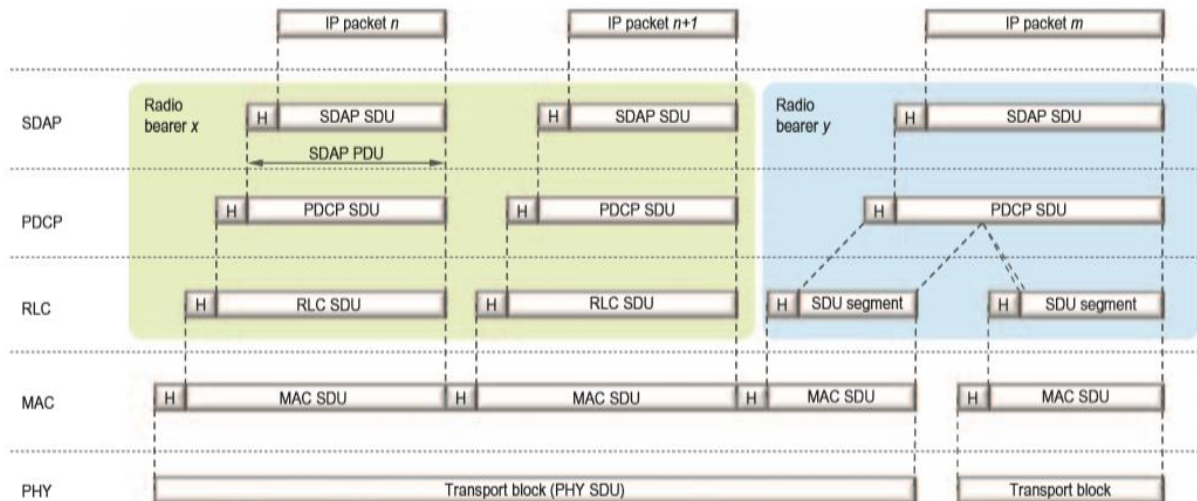 IP packet n
IP packet n+1
IP packet m
SDAP
Radio
bearer x
H
SDAP SDU
H
SDAP SDU
Radio
bearer y
H
SDAP SDU
SDAP PDU
PDCP
H
PDCP SDU
H
PDCP SDU
H
PDCP SDU
RLC
H
RLC SDU
H
RLC SDU
H
SDU segment
H
SDU segment
MAC
H
MAC SDU
H
MAC SDU
H
MAC SDU
H
MAC SDU
PHY
Transport block (PHY SDU)
Transport block